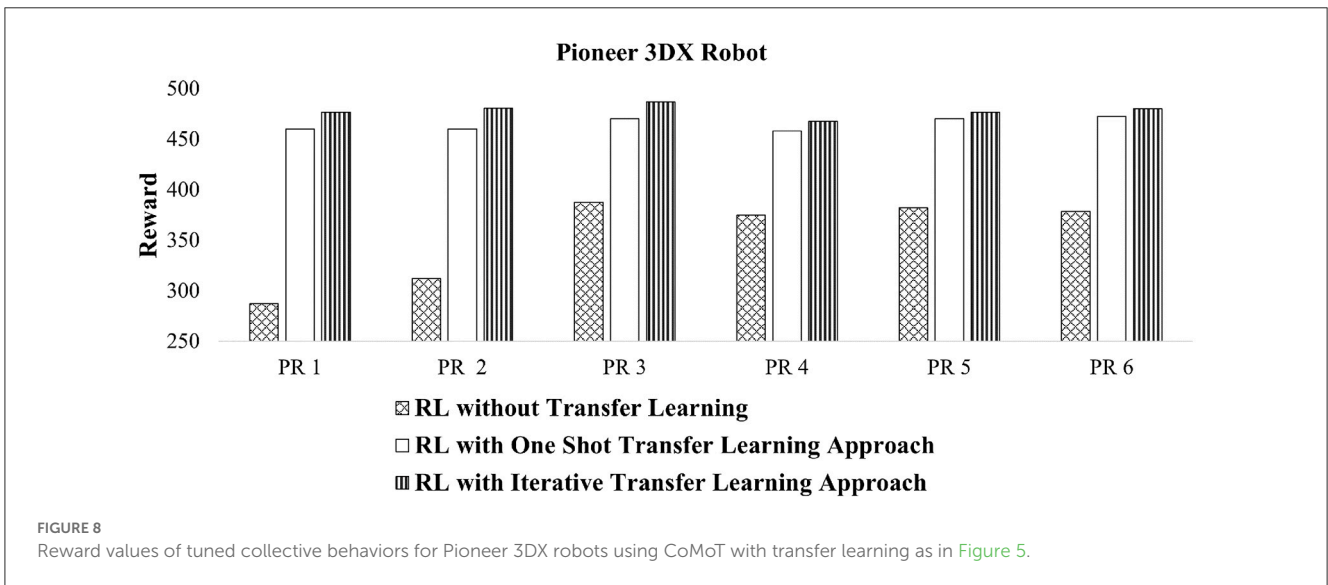 Pioneer 3DX Robot
Reward
500
450
400
350
300
250
PR 1 PR 2 PR 3 PR 4 PR 5 PR 6
RL without Transfer Learning
RL with One Shot Transfer Learning Approach
RL with Iterative Transfer Learning Approach
FIGURE 8
Reward values of tuned collective behaviors for Pioneer 3DX robots using CoMoT with transfer learning as in Figure 5.